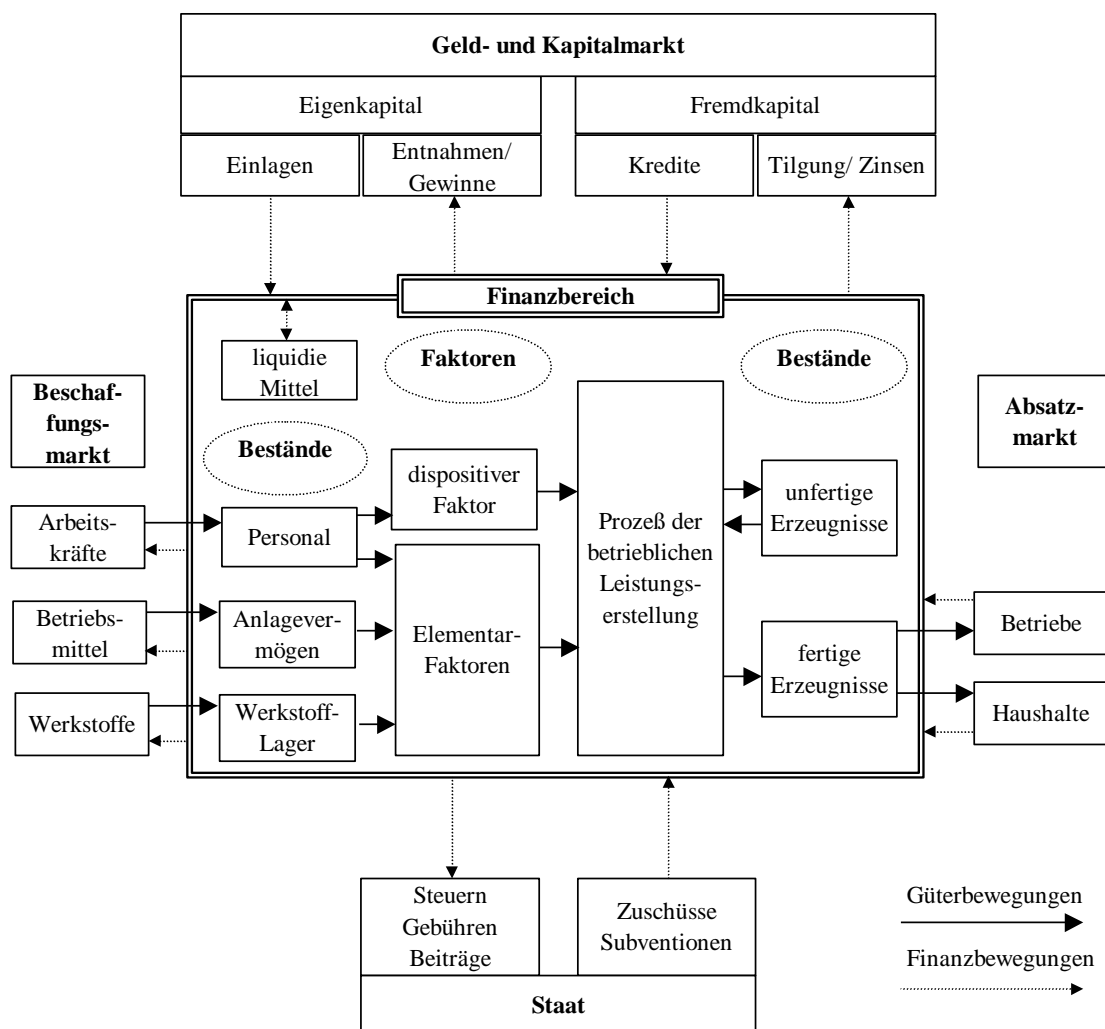 Geld- und Kapitalmarkt
Eigenkapital
Fremdkapital
Einlagen
Entnahmen/
Gewinne
Kredite
Tilgung/ Zinsen
Finanzbereich
liquidie
Mittel
Faktoren
Bestände
Beschaf-
fungs-
markt
Absatz-
markt
Bestände
dispositiver
Faktor
unfertige
Erzeugnisse
Arbeits-
kräfte
Personal
Prozeß der
betrieblichen
Leistungs-
erstellung
Betriebs-
mittel
Anlagever-
mögen
Elementar-
Faktoren
fertige
Erzeugnisse
Betriebe
Werkstoffe
Werkstoff-
Lager
Haushalte
Steuern
Gebühren
Beiträge
Zuschüsse
Subventionen
Staat
Güterbewegungen
Finanzbewegungen